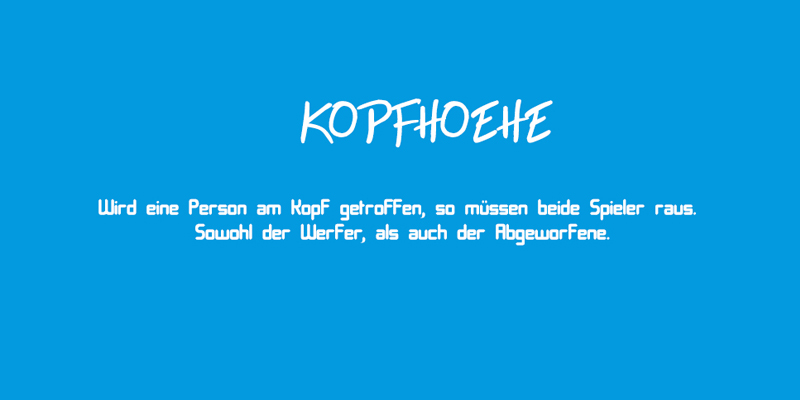 KOPFHOEHE
Wird eine Person am Kopf getroffen, so müssen beide Spieler raus.
Sowohl der Werfer, als auch der Abgeworfene.